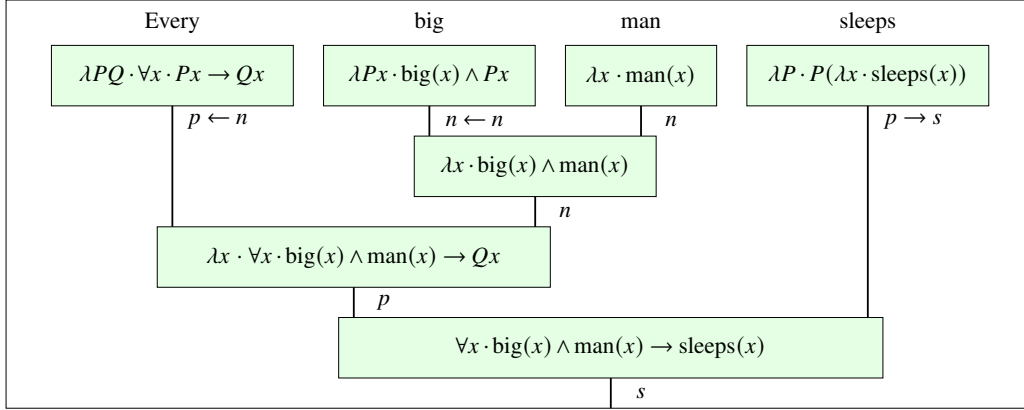 Every big man sleeps
λPQ · ∀x · Px → Qx λPx · big(x) ∧ Px λx · man(x) λP · P(λx · sleeps(x))
p ← n n ← n n p → s
λx · big(x) ∧ man(x)
n
λx · ∀x · big(x) ∧ man(x) → Qx
p
∀x · big(x) ∧ man(x) → sleeps(x)
s